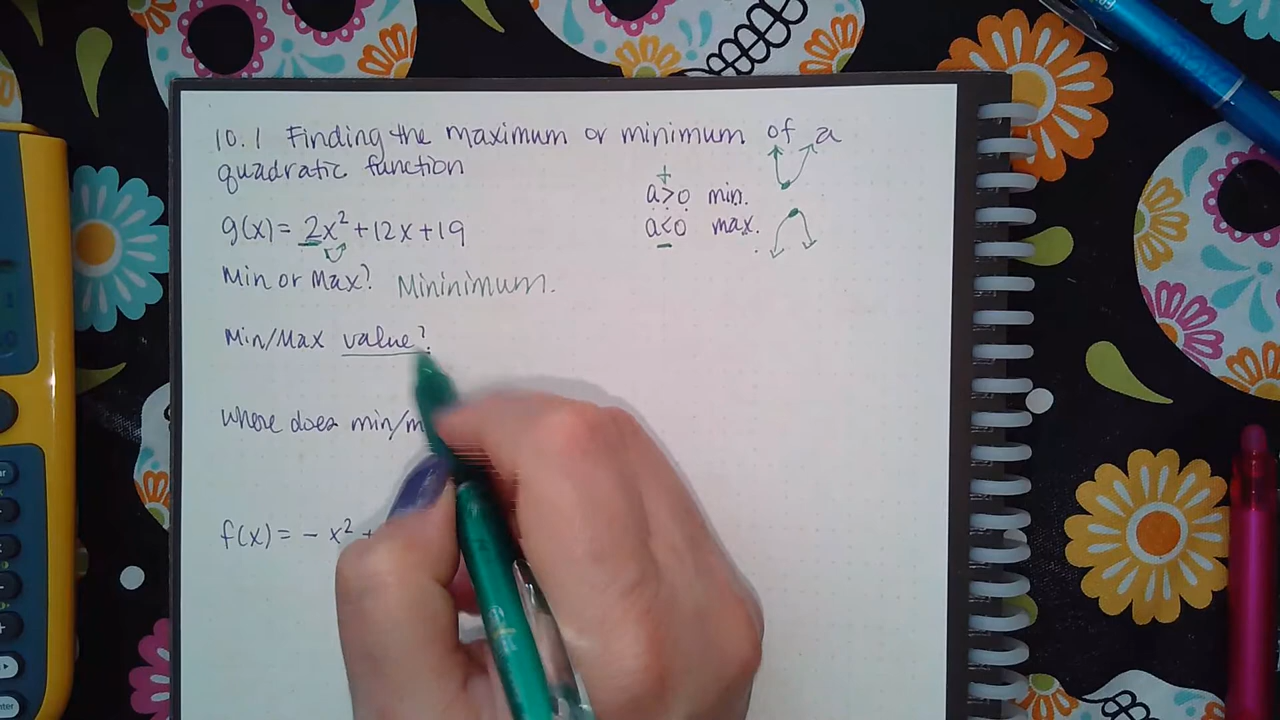 10.1 Finding the maximum or minimum of a
quadratic function
+
a>0 min.
g(x) = 2x² + 12x + 19
a<0 max.
Min or Max? Mininimum.
Min/Max value?
Where does min/m
f(x) = - x² +